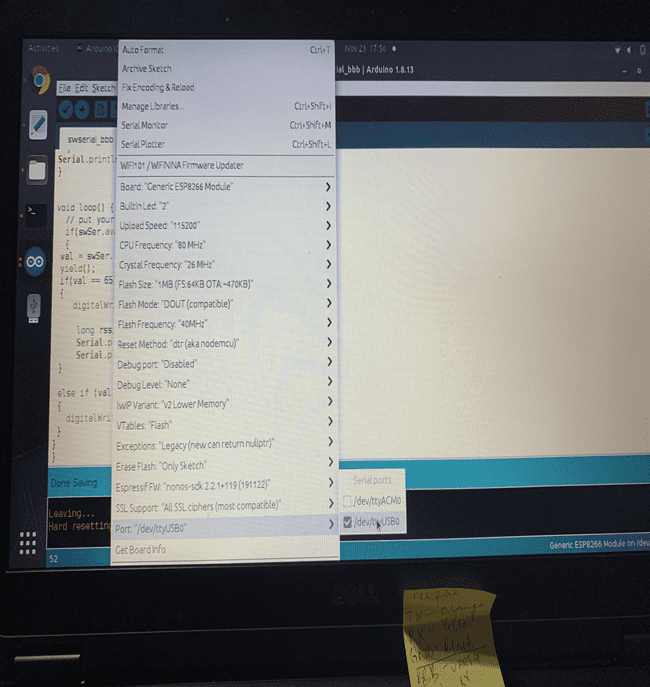 Activities
Arduino
Nov 23 17:56
rial_bbb | Arduino 1.8.13
File Edit Sketch
swserial_bbb
Serial.println
}
void loop() {
// put your
if(swSer.ava
{
val = swSer.
yield();
if(val == 65
{
digitalWri
long rss
Serial.p
Serial.p
}
else if (val
{
digitalWri
}
}
}
Done Saving.
Leaving...
Hard resetting
52
Auto Format Ctrl+T
Archive Sketch
Fix Encoding & Reload
Manage Libraries... Ctrl+Shift+I
Serial Monitor Ctrl+Shift+M
Serial Plotter Ctrl+Shift+L
WiFi101 / WiFiNINA Firmware Updater
Board: "Generic ESP8266 Module"
Builtin Led: "2"
Upload Speed: "115200"
CPU Frequency: "80 MHz"
Crystal Frequency: "26 MHz"
Flash Size: "1MB (FS:64KB OTA:~470KB)"
Flash Mode: "DOUT (compatible)"
Flash Frequency: "40MHz"
Reset Method: "dtr (aka nodemcu)"
Debug port: "Disabled"
Debug Level: "None"
lwIP Variant: "v2 Lower Memory"
VTables: "Flash"
Exceptions: "Legacy (new can return nullptr)"
Erase Flash: "Only Sketch"
Espressif FW: "nonos-sdk 2.2.1+119 (191122)"
SSL Support: "All SSL ciphers (most compatible)"
Port: "/dev/ttyUSB0"
Get Board Info
Serial ports
/dev/ttyACM0
/dev/ttyUSB0
Generic ESP8266 Module on /dev
DELL
TX - Orange
RX - Yellow
GND Black